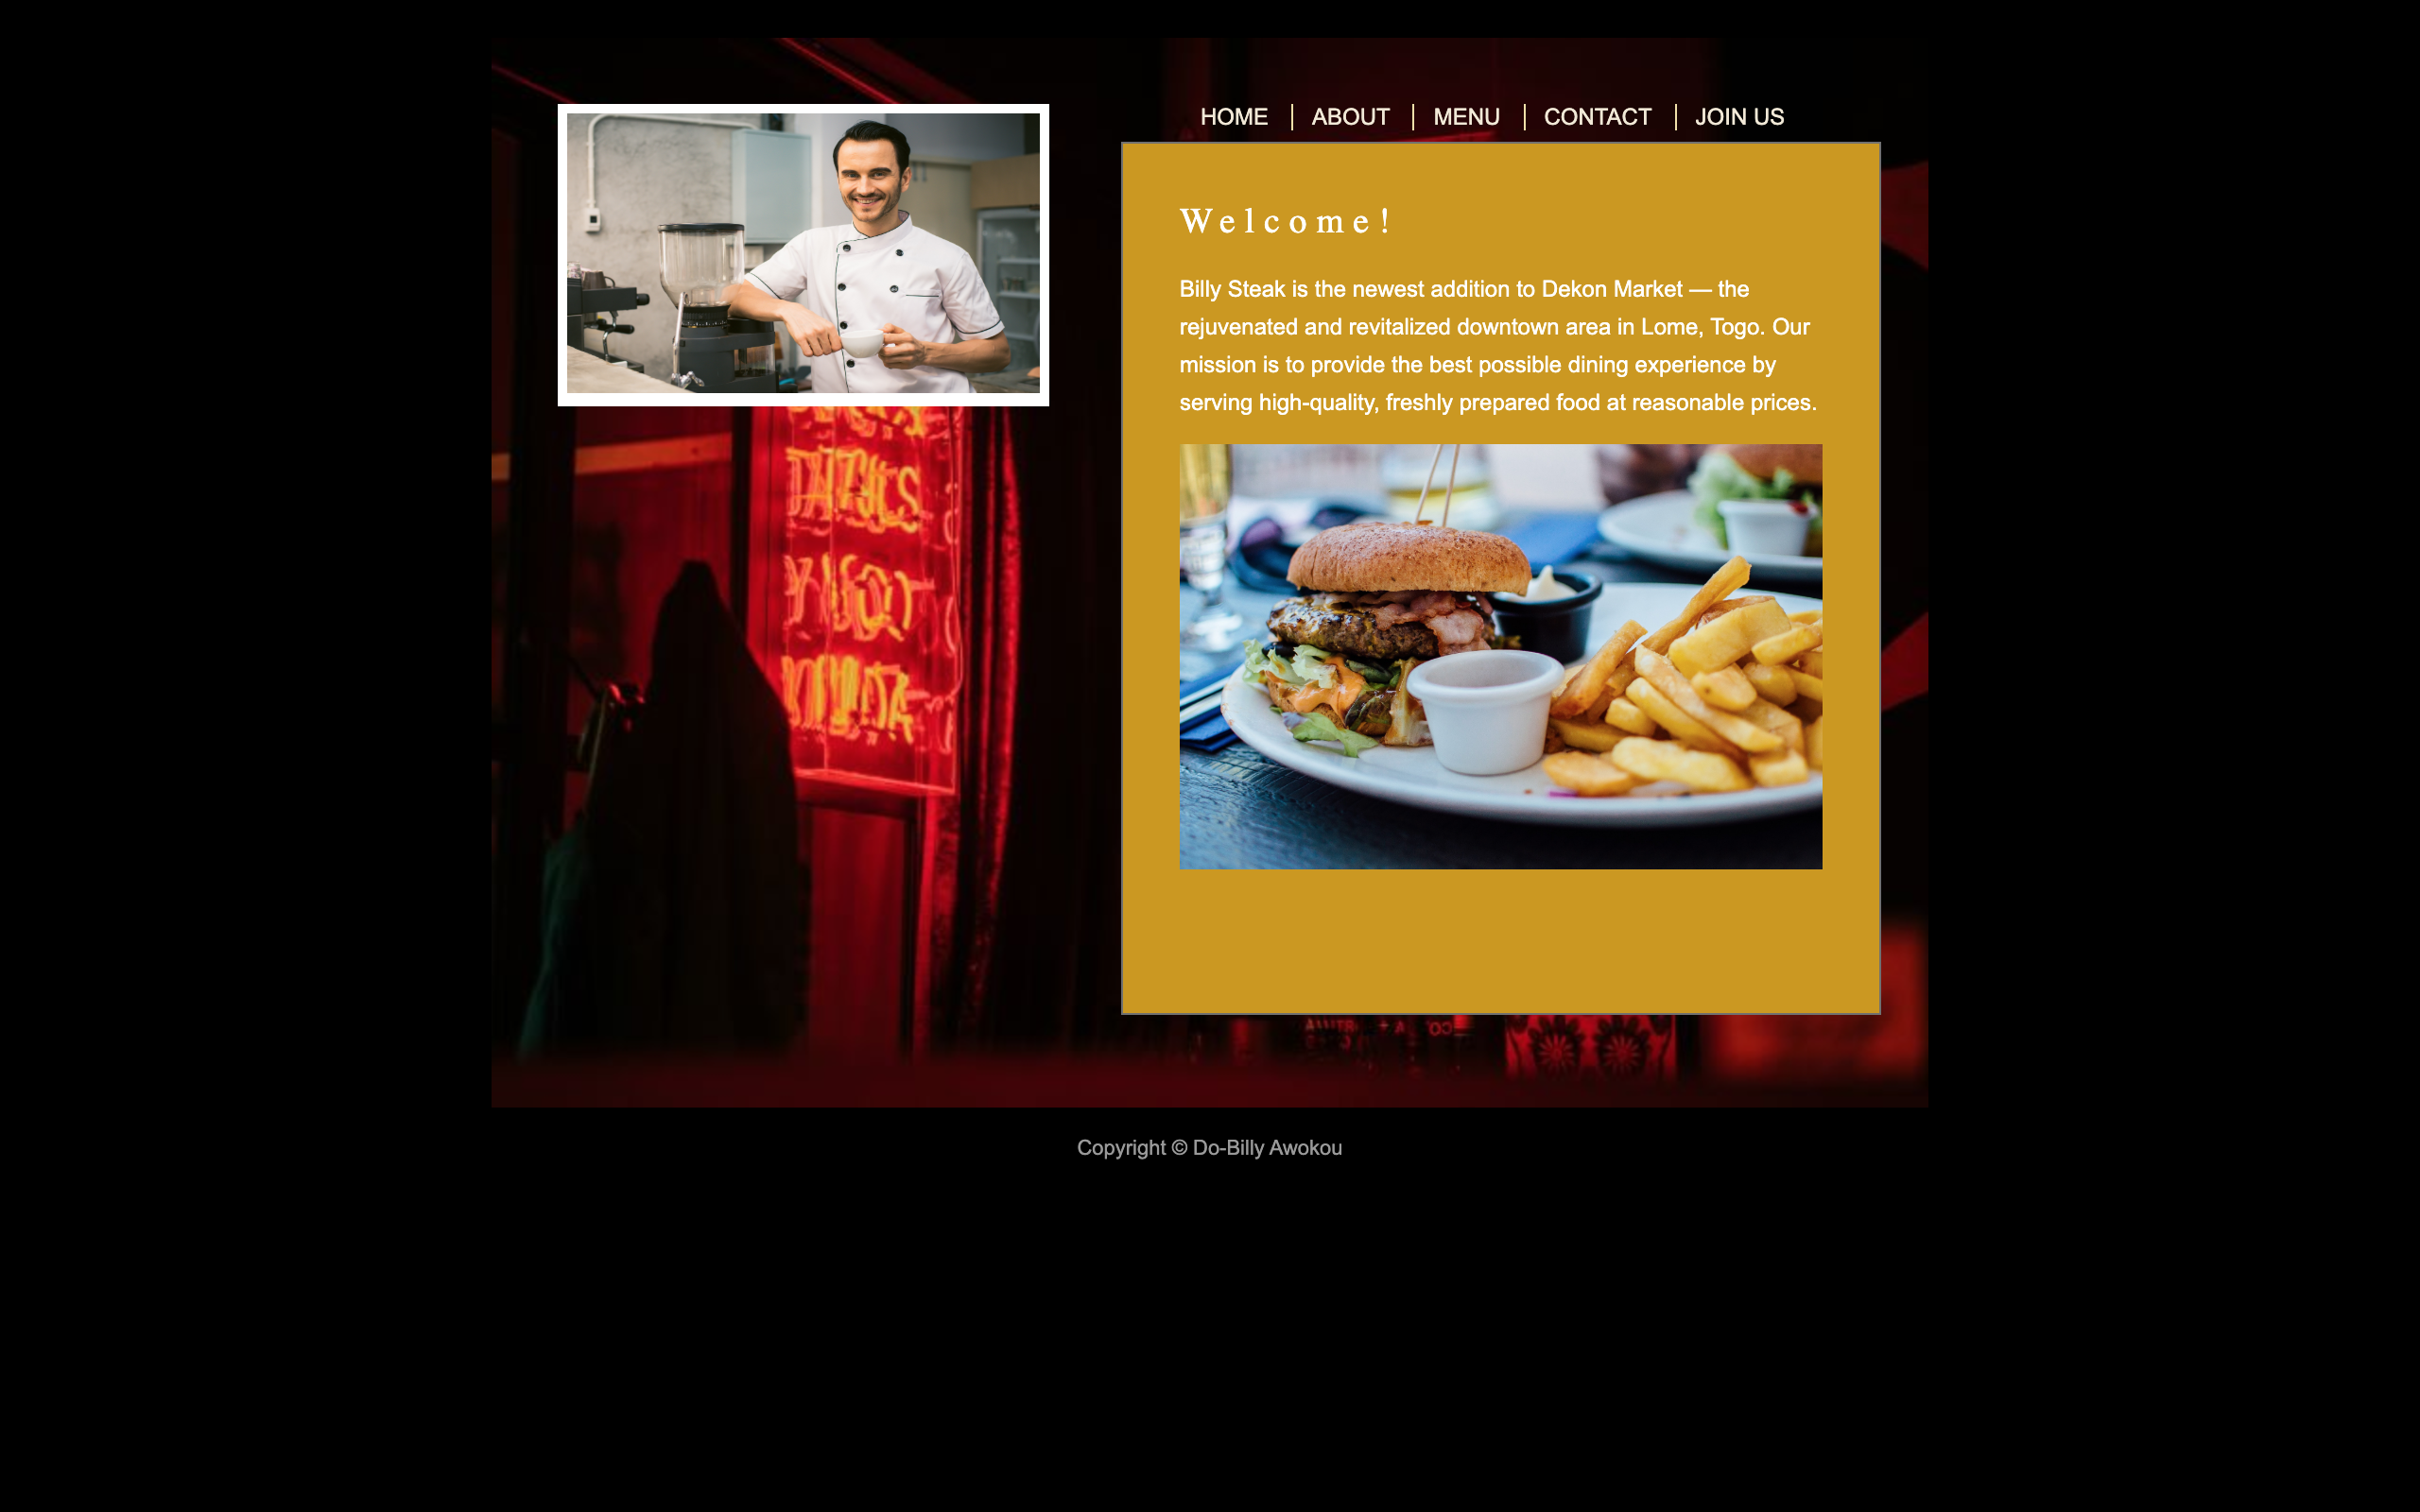 HOME
ABOUT
MENU
CONTACT
JOIN US
Welcome!
Billy Steak is the newest addition to Dekon Market — the
rejuvenated and revitalized downtown area in Lome, Togo. Our
mission is to provide the best possible dining experience by
serving high-quality, freshly prepared food at reasonable prices.
Copyright © Do-Billy Awokou